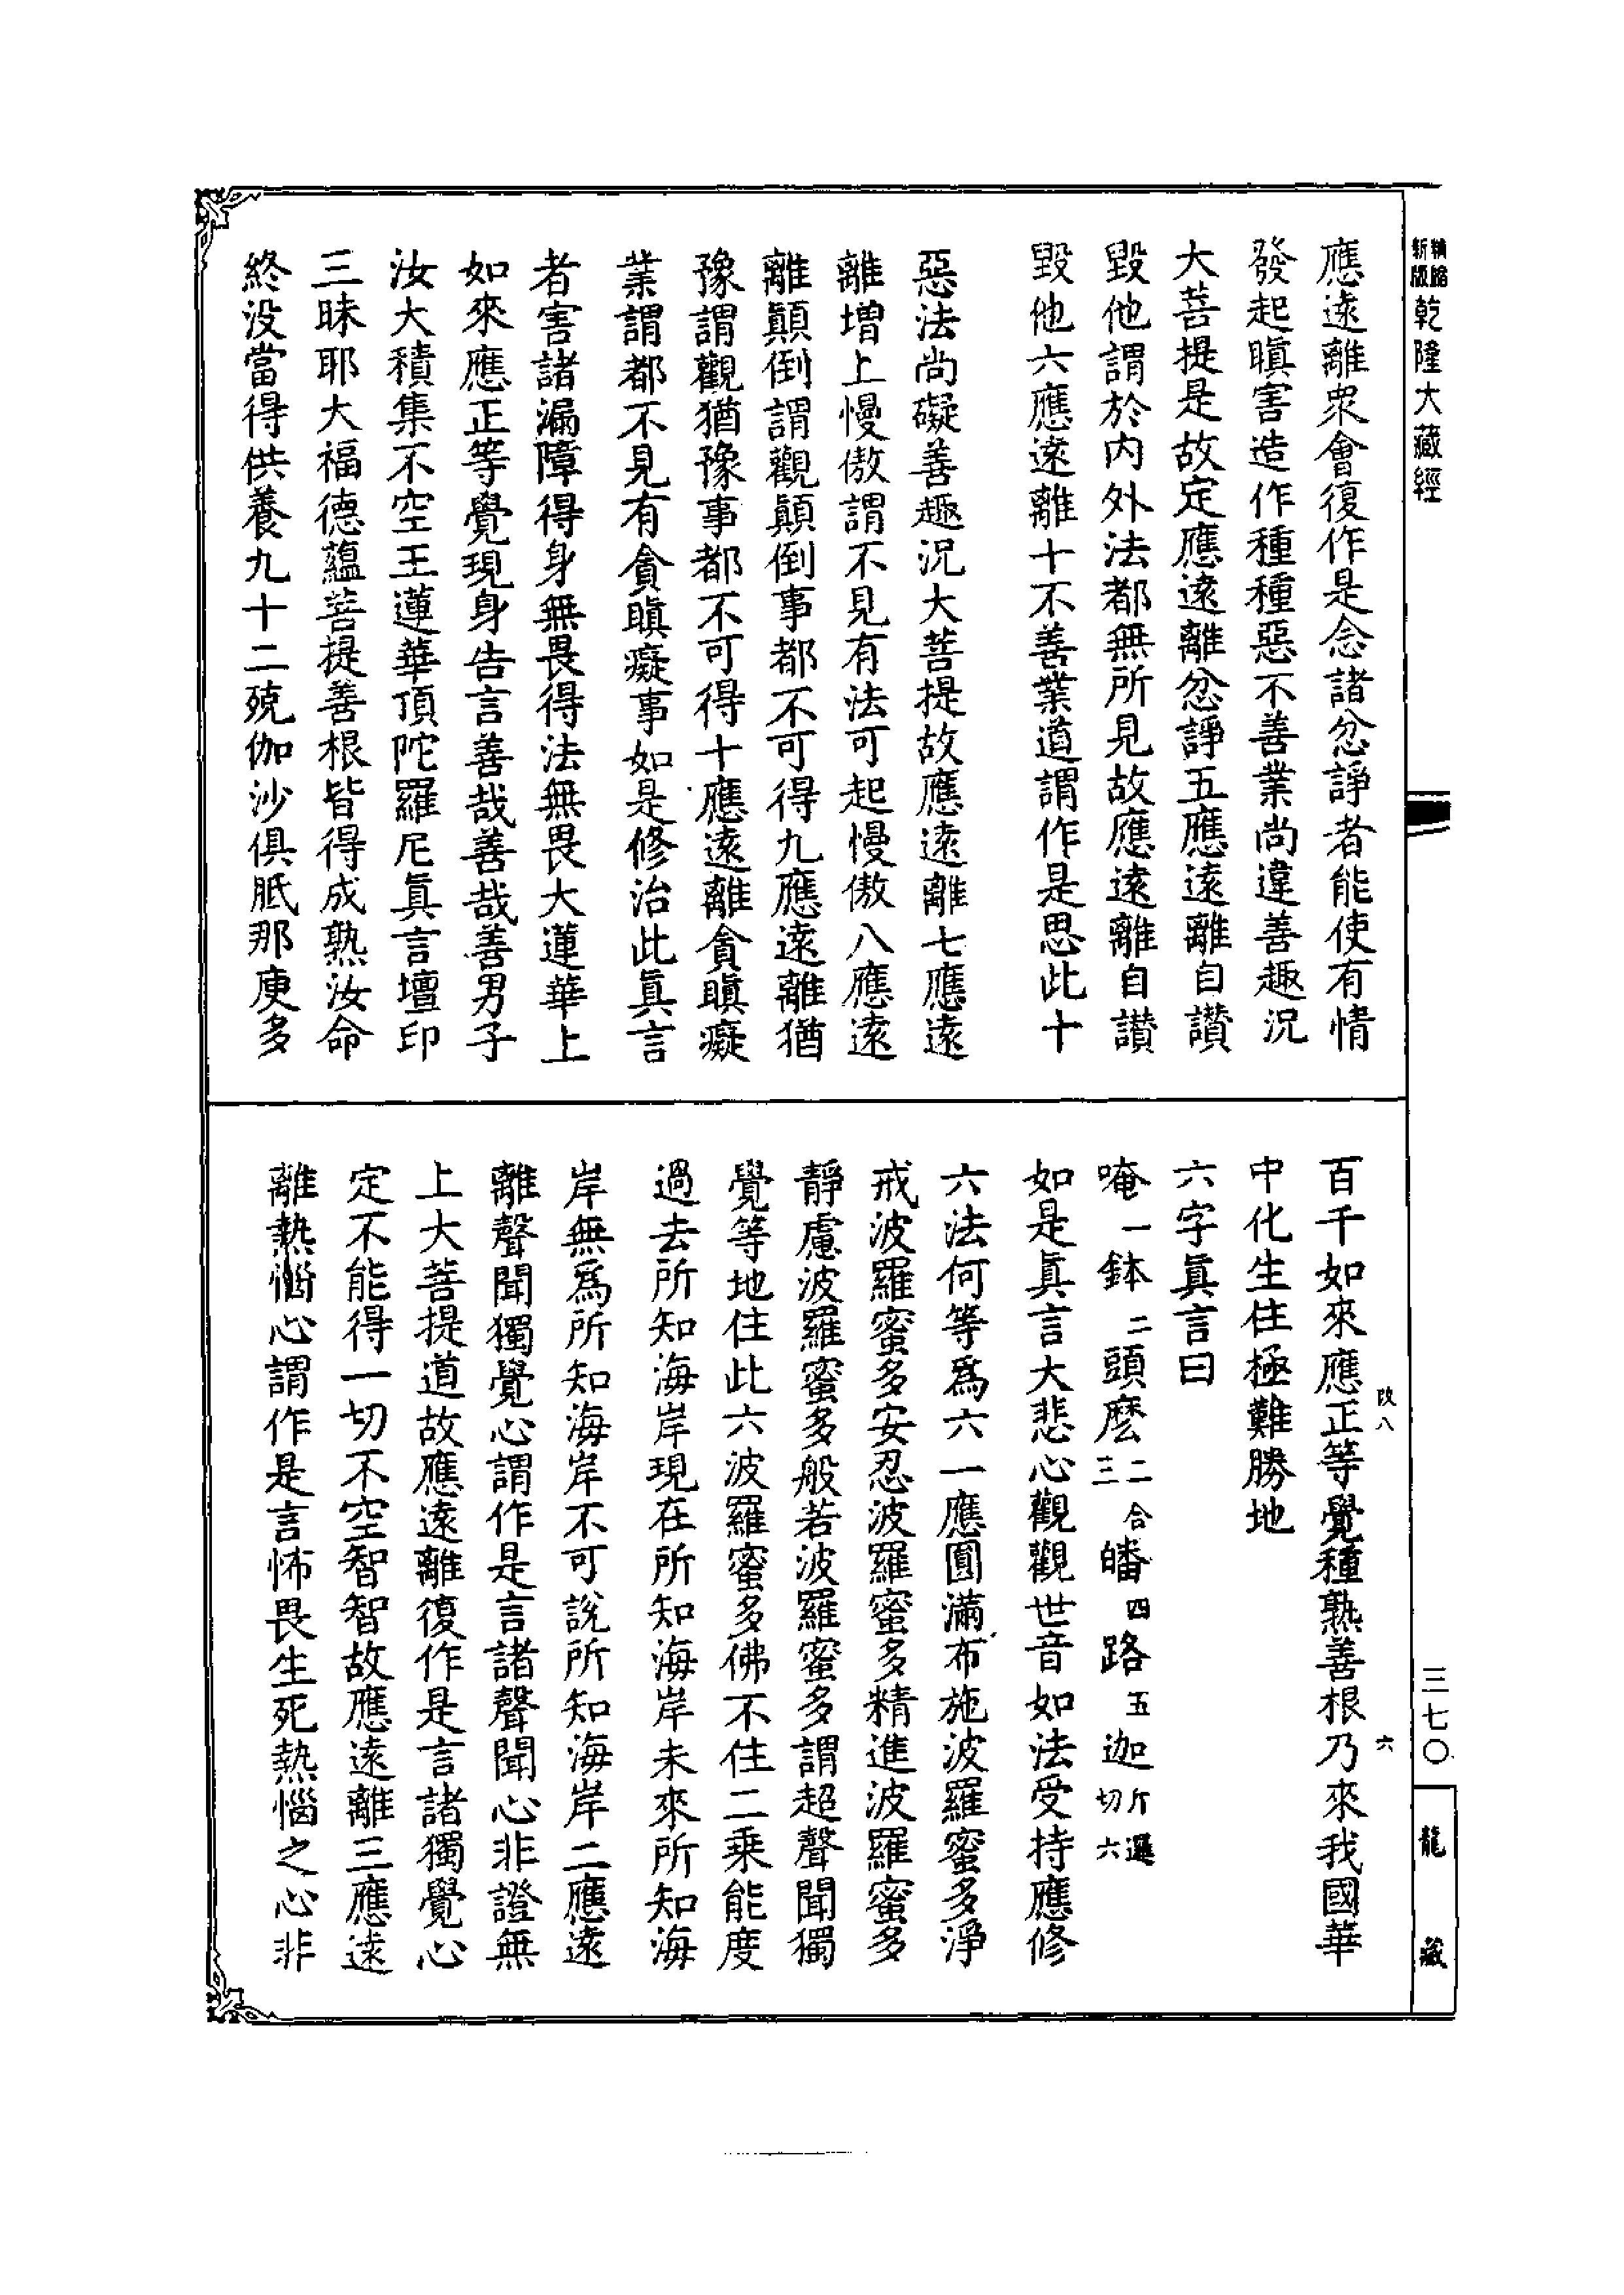 新版
精縮
乾隆大藏經
應遠離衆會復作是念諸忿諍者能使有情
發起瞋害造作種種惡不善業尚違善趣況
大菩提是故定應遠離忿諍五應遠離自讃
毀他謂於内外法都無所見故應遠離自讃
毀他六應遠離十不善業道謂作是思此十
惡法尚礙善趣况大菩提故應遠離七應遠
離增上慢傲謂不見有法可起慢傲八應遠
離顛倒謂觀顛倒事都不可得九應遠離猶
豫謂觀猶豫事都不可得十應遠離貪瞋癡
業謂都不見有貪瞋癡事如是修治此眞言
者害諸漏障得身無畏得法無畏大蓮華上
如來應正等覺現身告言善哉善哉善男子
汝大積集不空王蓮華頂陀羅尼眞言壇印
三昧耶大福德蘊菩提善根皆得成熟汝命
終没當得供養九十二殑伽沙俱胝那庾多
百千如來應正等覺種熟善根乃來我國華
中化生住極難勝地
六字眞言曰
唵一鉢二頭麽二合三皤四路五迦斤邏切六
如是眞言大悲心觀觀世音如法受持應修
六法何等爲六一應圓滿布施波羅蜜多淨
戒波羅蜜多安忍波羅蜜多精進波羅蜜多
靜慮波羅蜜多般若波羅蜜多謂超聲聞獨
覺等地住此六波羅蜜多佛不住二乘能度
過去所知海岸現在所知海岸未來所知海
岸無爲所知海岸不可說所知海岸二應遠
離聲聞獨覺心謂作是言諸聲聞心非證無
上大菩提道故應遠離復作是言諸獨覺心
定不能得一切不空智智故應遠離三應遠
離熱惱心謂作是言怖畏生死熱惱之心非
八
六
三七〇
龍藏